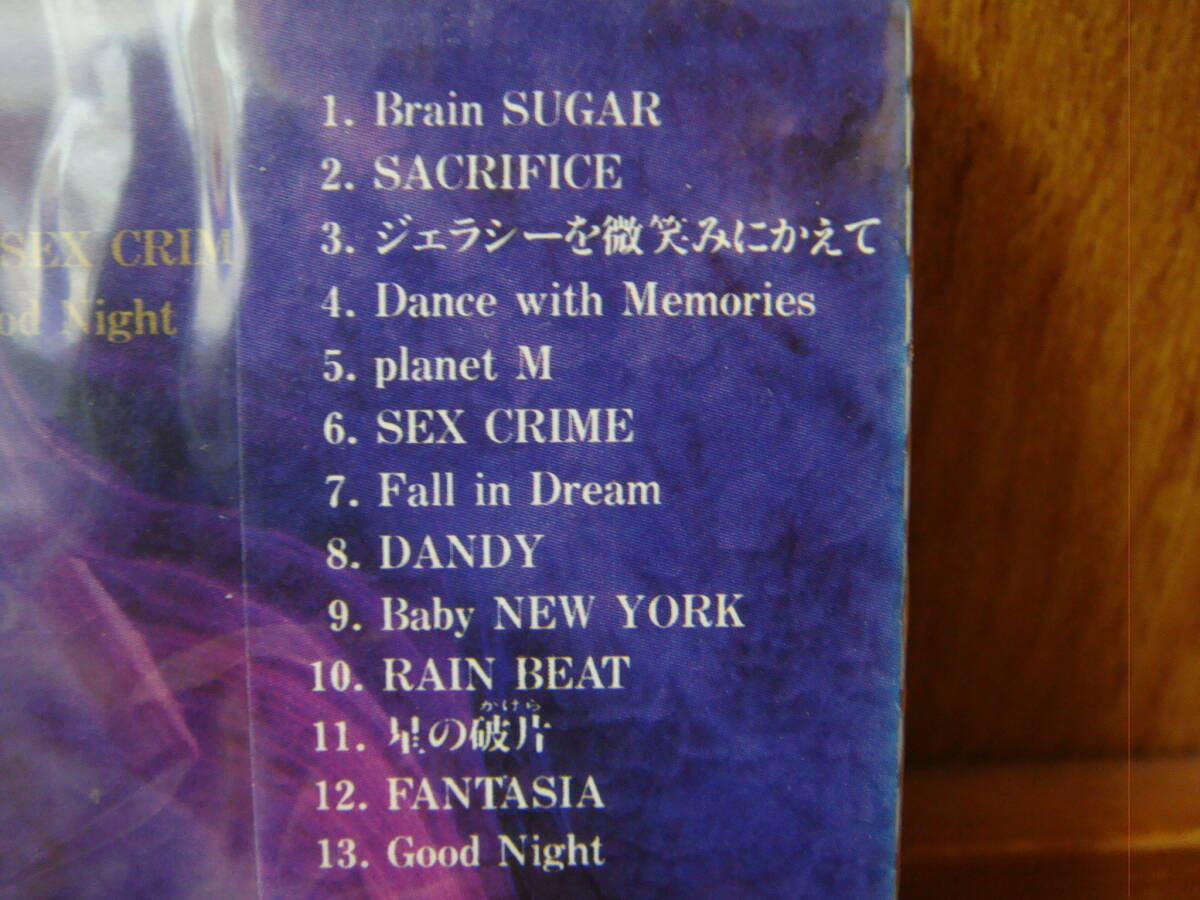 SEX CRIM
Night
1. Brain SUGAR
2. SACRIFICE
3. ジェラシーを微笑みにかえて
4. Dance with Memories
5. planet M
6. SEX CRIME
7. Fall in Dream
8. DANDY
9. Baby NEW YORK
10. RAIN BEAT
かけら
11. 星の破片
12. FANTASIA
13. Good Night